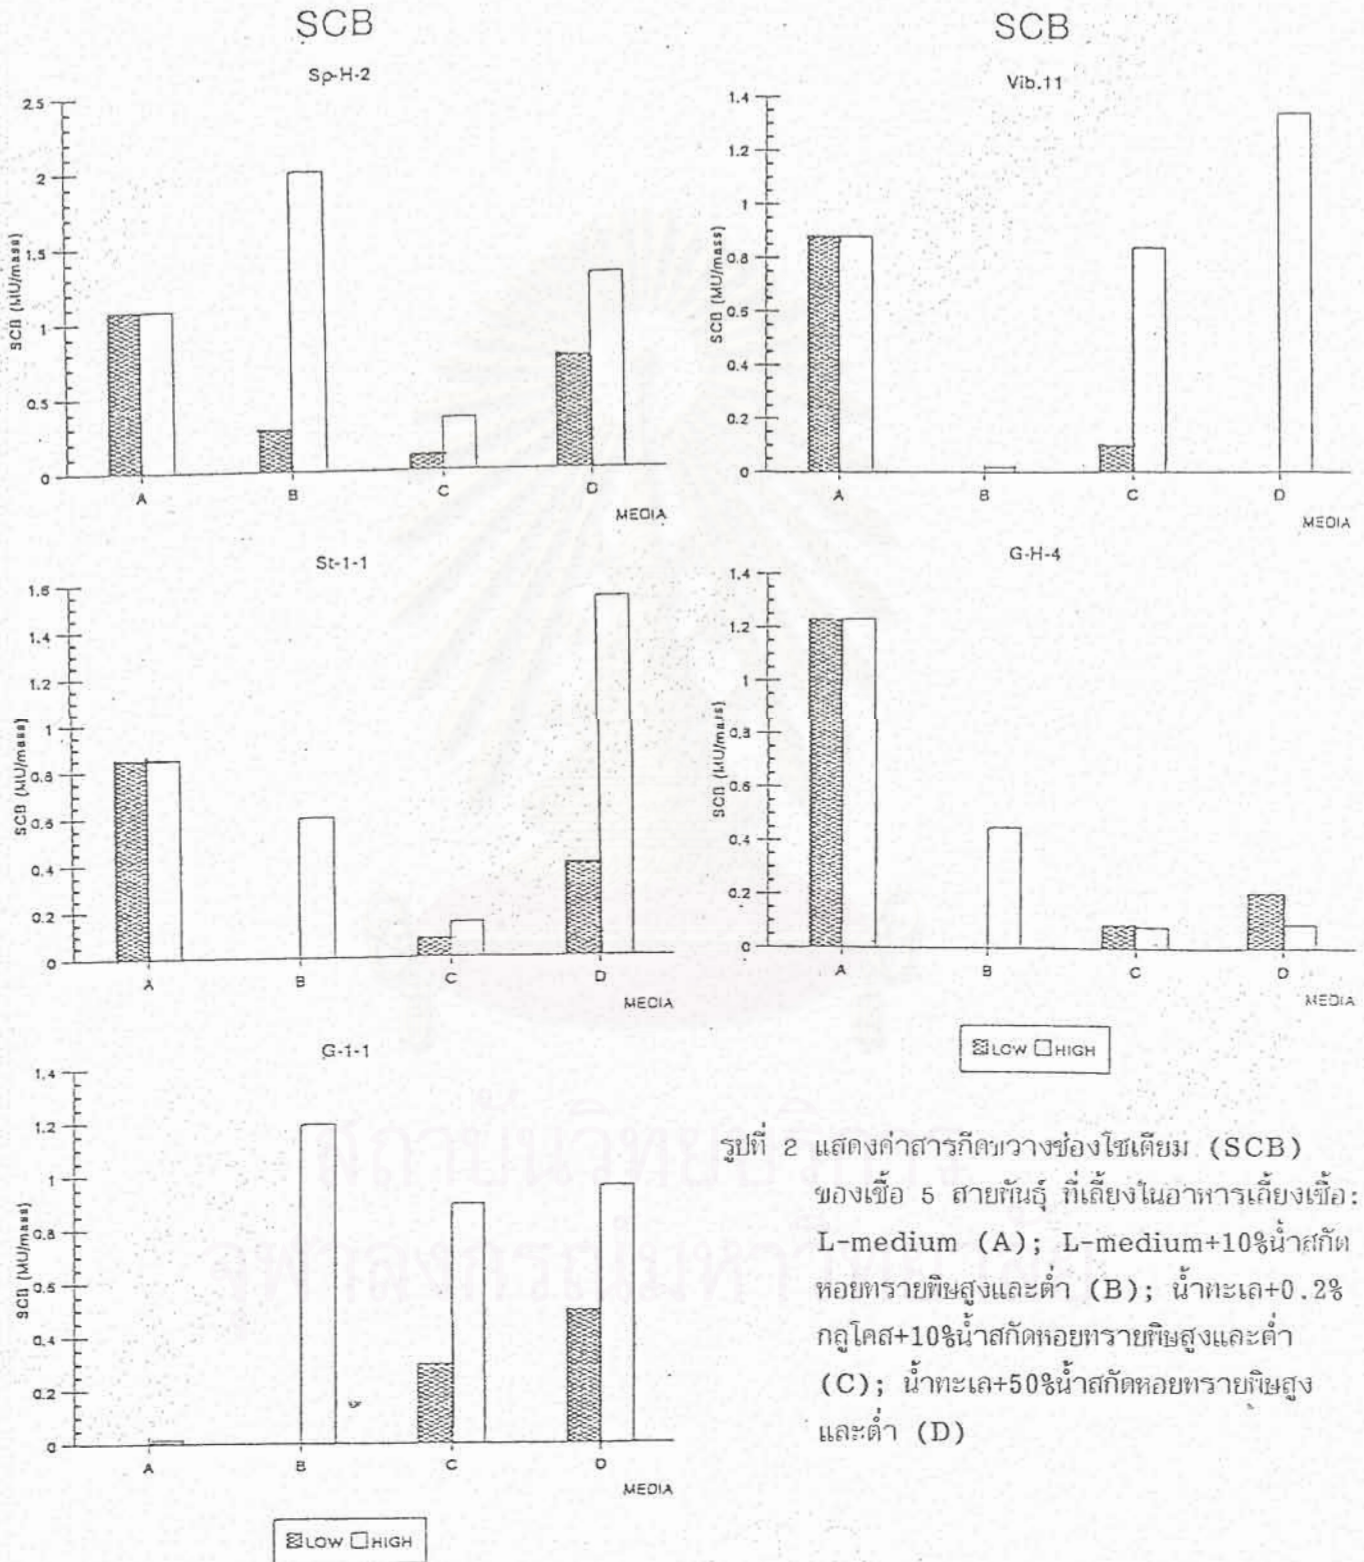 SCB
Sp-H-2
2.5
2
1.5
1
0.5
0
SCB (MU/mass)
A
B
C
D
MEDIA
SCB
Vib.11
1.4
1.2
1
0.8
0.6
0.4
0.2
0
SCB (MU/mass)
A
B
C
D
MEDIA
St-1-1
1.6
1.4
1.2
1
0.8
0.6
0.4
0.2
0
SCB (MU/mass)
A
B
C
D
MEDIA
G-H-4
1.4
1.2
1
0.8
0.6
0.4
0.2
0
SCB (MU/mass)
A
B
C
D
MEDIA
LOW HIGH
G-1-1
1.4
1.2
1
0.8
0.6
0.4
0.2
0
SCB (MU/mass)
A
B
C
D
MEDIA
LOW HIGH
รูปที่ 2 แสดงค่าสารกีดขวางช่องโซเดียม (SCB)
ของเชื้อ 5 สายพันธุ์ ที่เลี้ยงในอาหารเลี้ยงเชื้อ:
L-medium (A); L-medium+10%น้ำสกัด
หอยทรายพิษสูงและต่ำ (B); น้ำทะเล+0.2%
กลูโคส+10%น้ำสกัดหอยทรายพิษสูงและต่ำ
(C); น้ำทะเล+50%น้ำสกัดหอยทรายพิษสูง
และต่ำ (D)
สถาบันวิทยบริการ